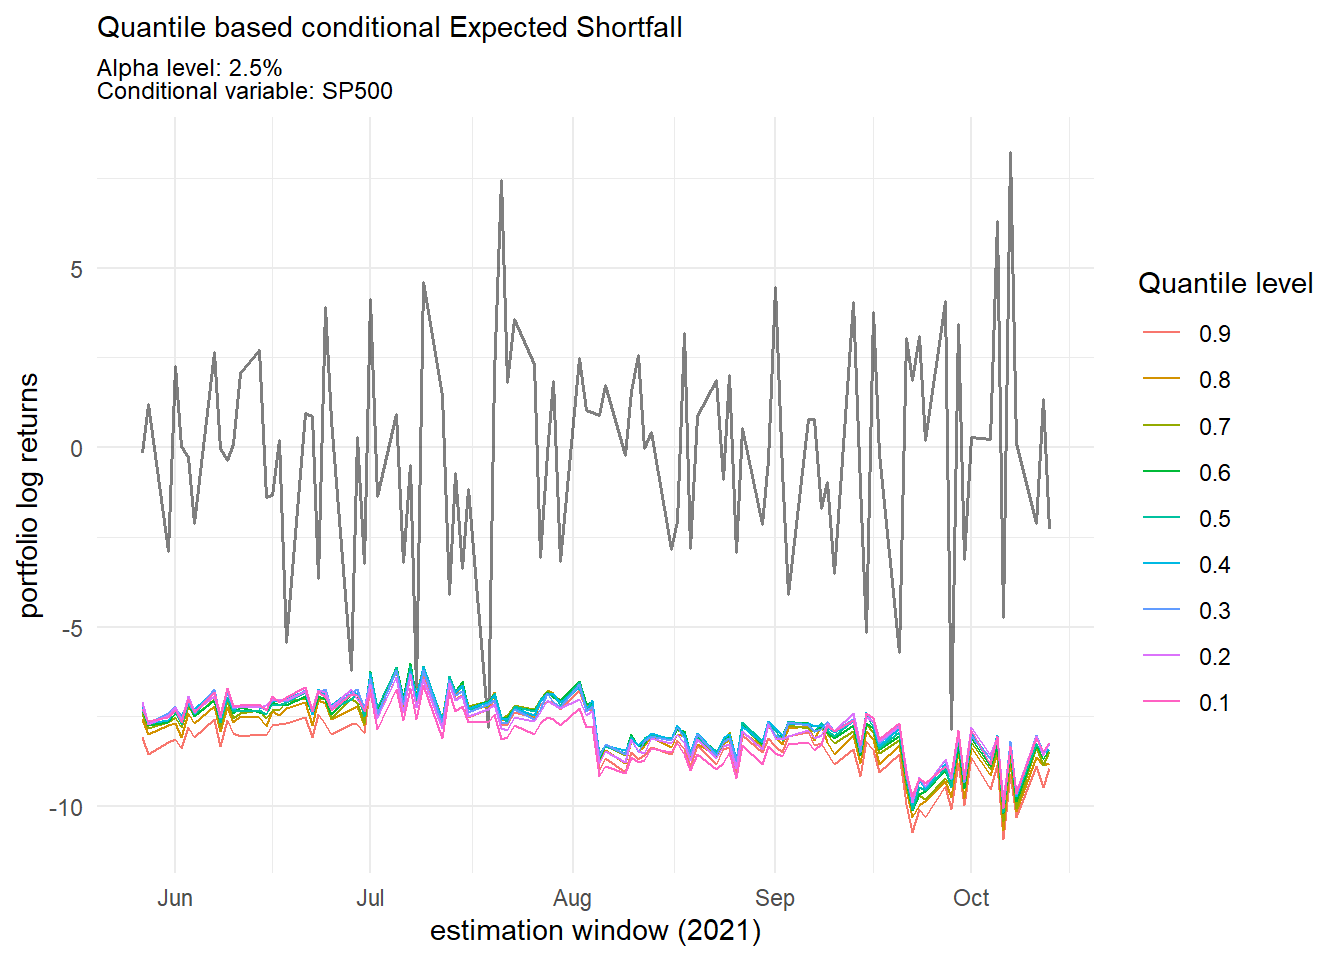 Quantile based conditional Expected Shortfall
Alpha level: 2.5%
Conditional variable: SP500
portfolio log returns
5
0
-5
-10
Jun
Jul
Aug
Sep
Oct
estimation window (2021)
Quantile level
0.9
0.8
0.7
0.6
0.5
0.4
0.3
0.2
0.1